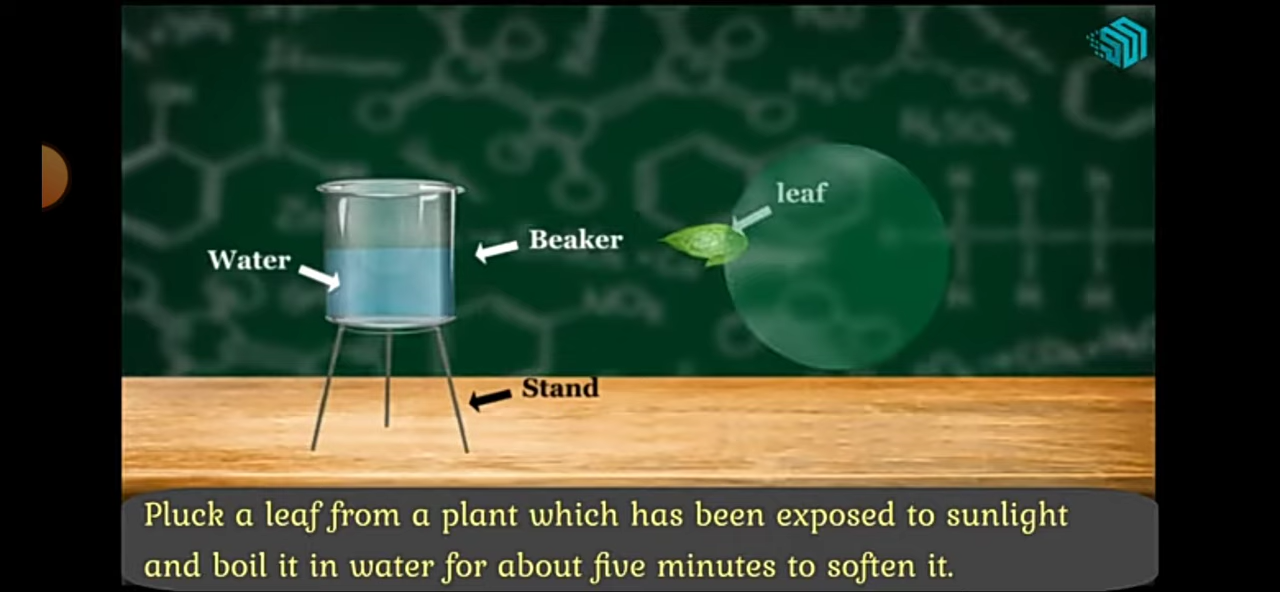 leaf
Beaker
Water
Stand
Pluck a leaf from a plant which has been exposed to sunlight
and boil it in water for about five minutes to soften it.